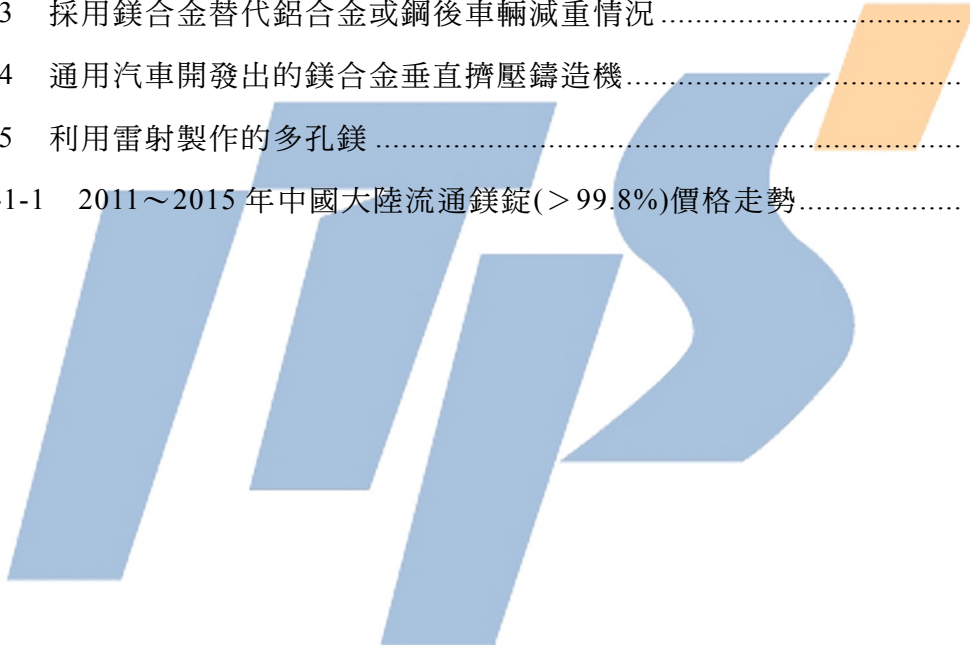 3 採用鎂合金替代鋁合金或鋼後車輛減重情況................................
4 通用汽車開發出的鎂合金垂直擠壓鑄造機....................................
5 利用雷射製作的多孔鎂................................................................
-1-1 2011～2015 年中國大陸流通鎂錠(＞99.8%)價格走勢..................
ITIS